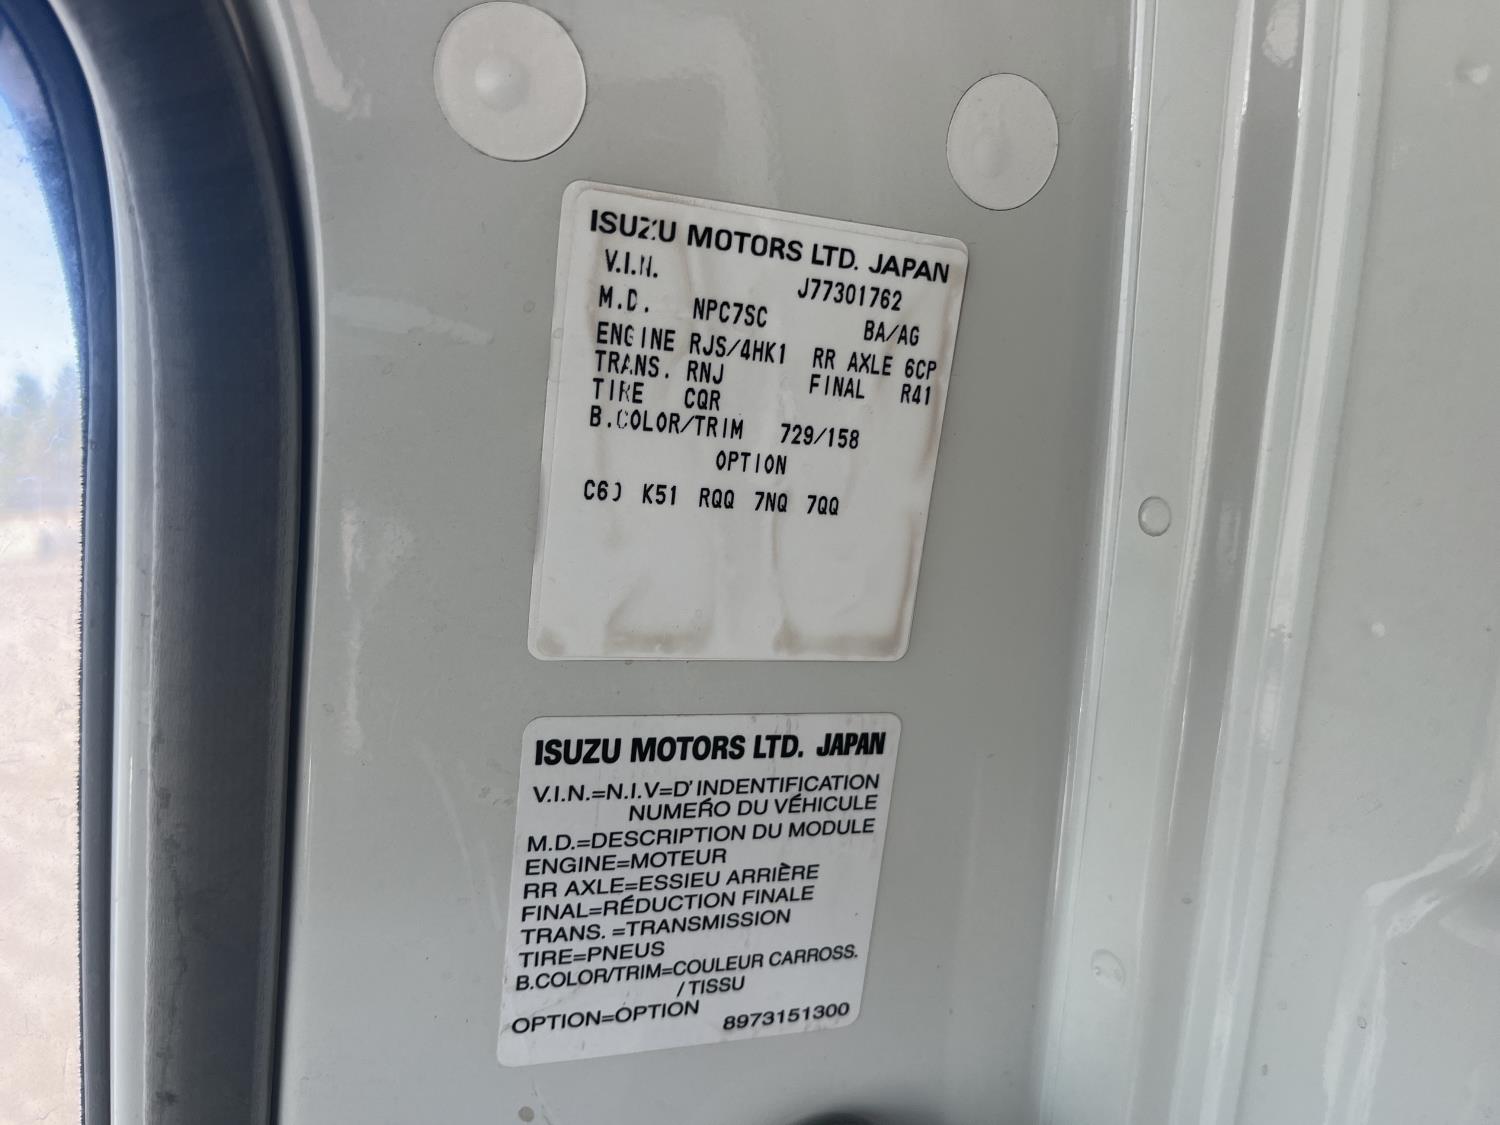 ISUZU MOTORS LTD. JAPAN
V.I.N. J77301762
M.D. NPC7SC BA/AG
ENGINE RJS/4HK1 RR AXLE 6CP
TRANS. RNJ FINAL R41
TIRE CQR
B.COLOR/TRIM 729/158
OPTION
K51 RQQ 7NQ 7QQ
ISUZU MOTORS LTD. JAPAN
V.I.N.=N.I.V=D'INDENTIFICATION
NUMEŔO DU VÉHICULE
M.D.=DESCRIPTION DU MODULE
ENGINE=MOTEUR
RR AXLE=ESSIEU ARRIÈRE
FINAL=RÉDUCTION FINALE
TRANS. =TRANSMISSION
TIRE=PNEUS
B.COLOR/TRIM=COULEUR CARROSS.
/TISSU
OPTION=OPTION 8973151300